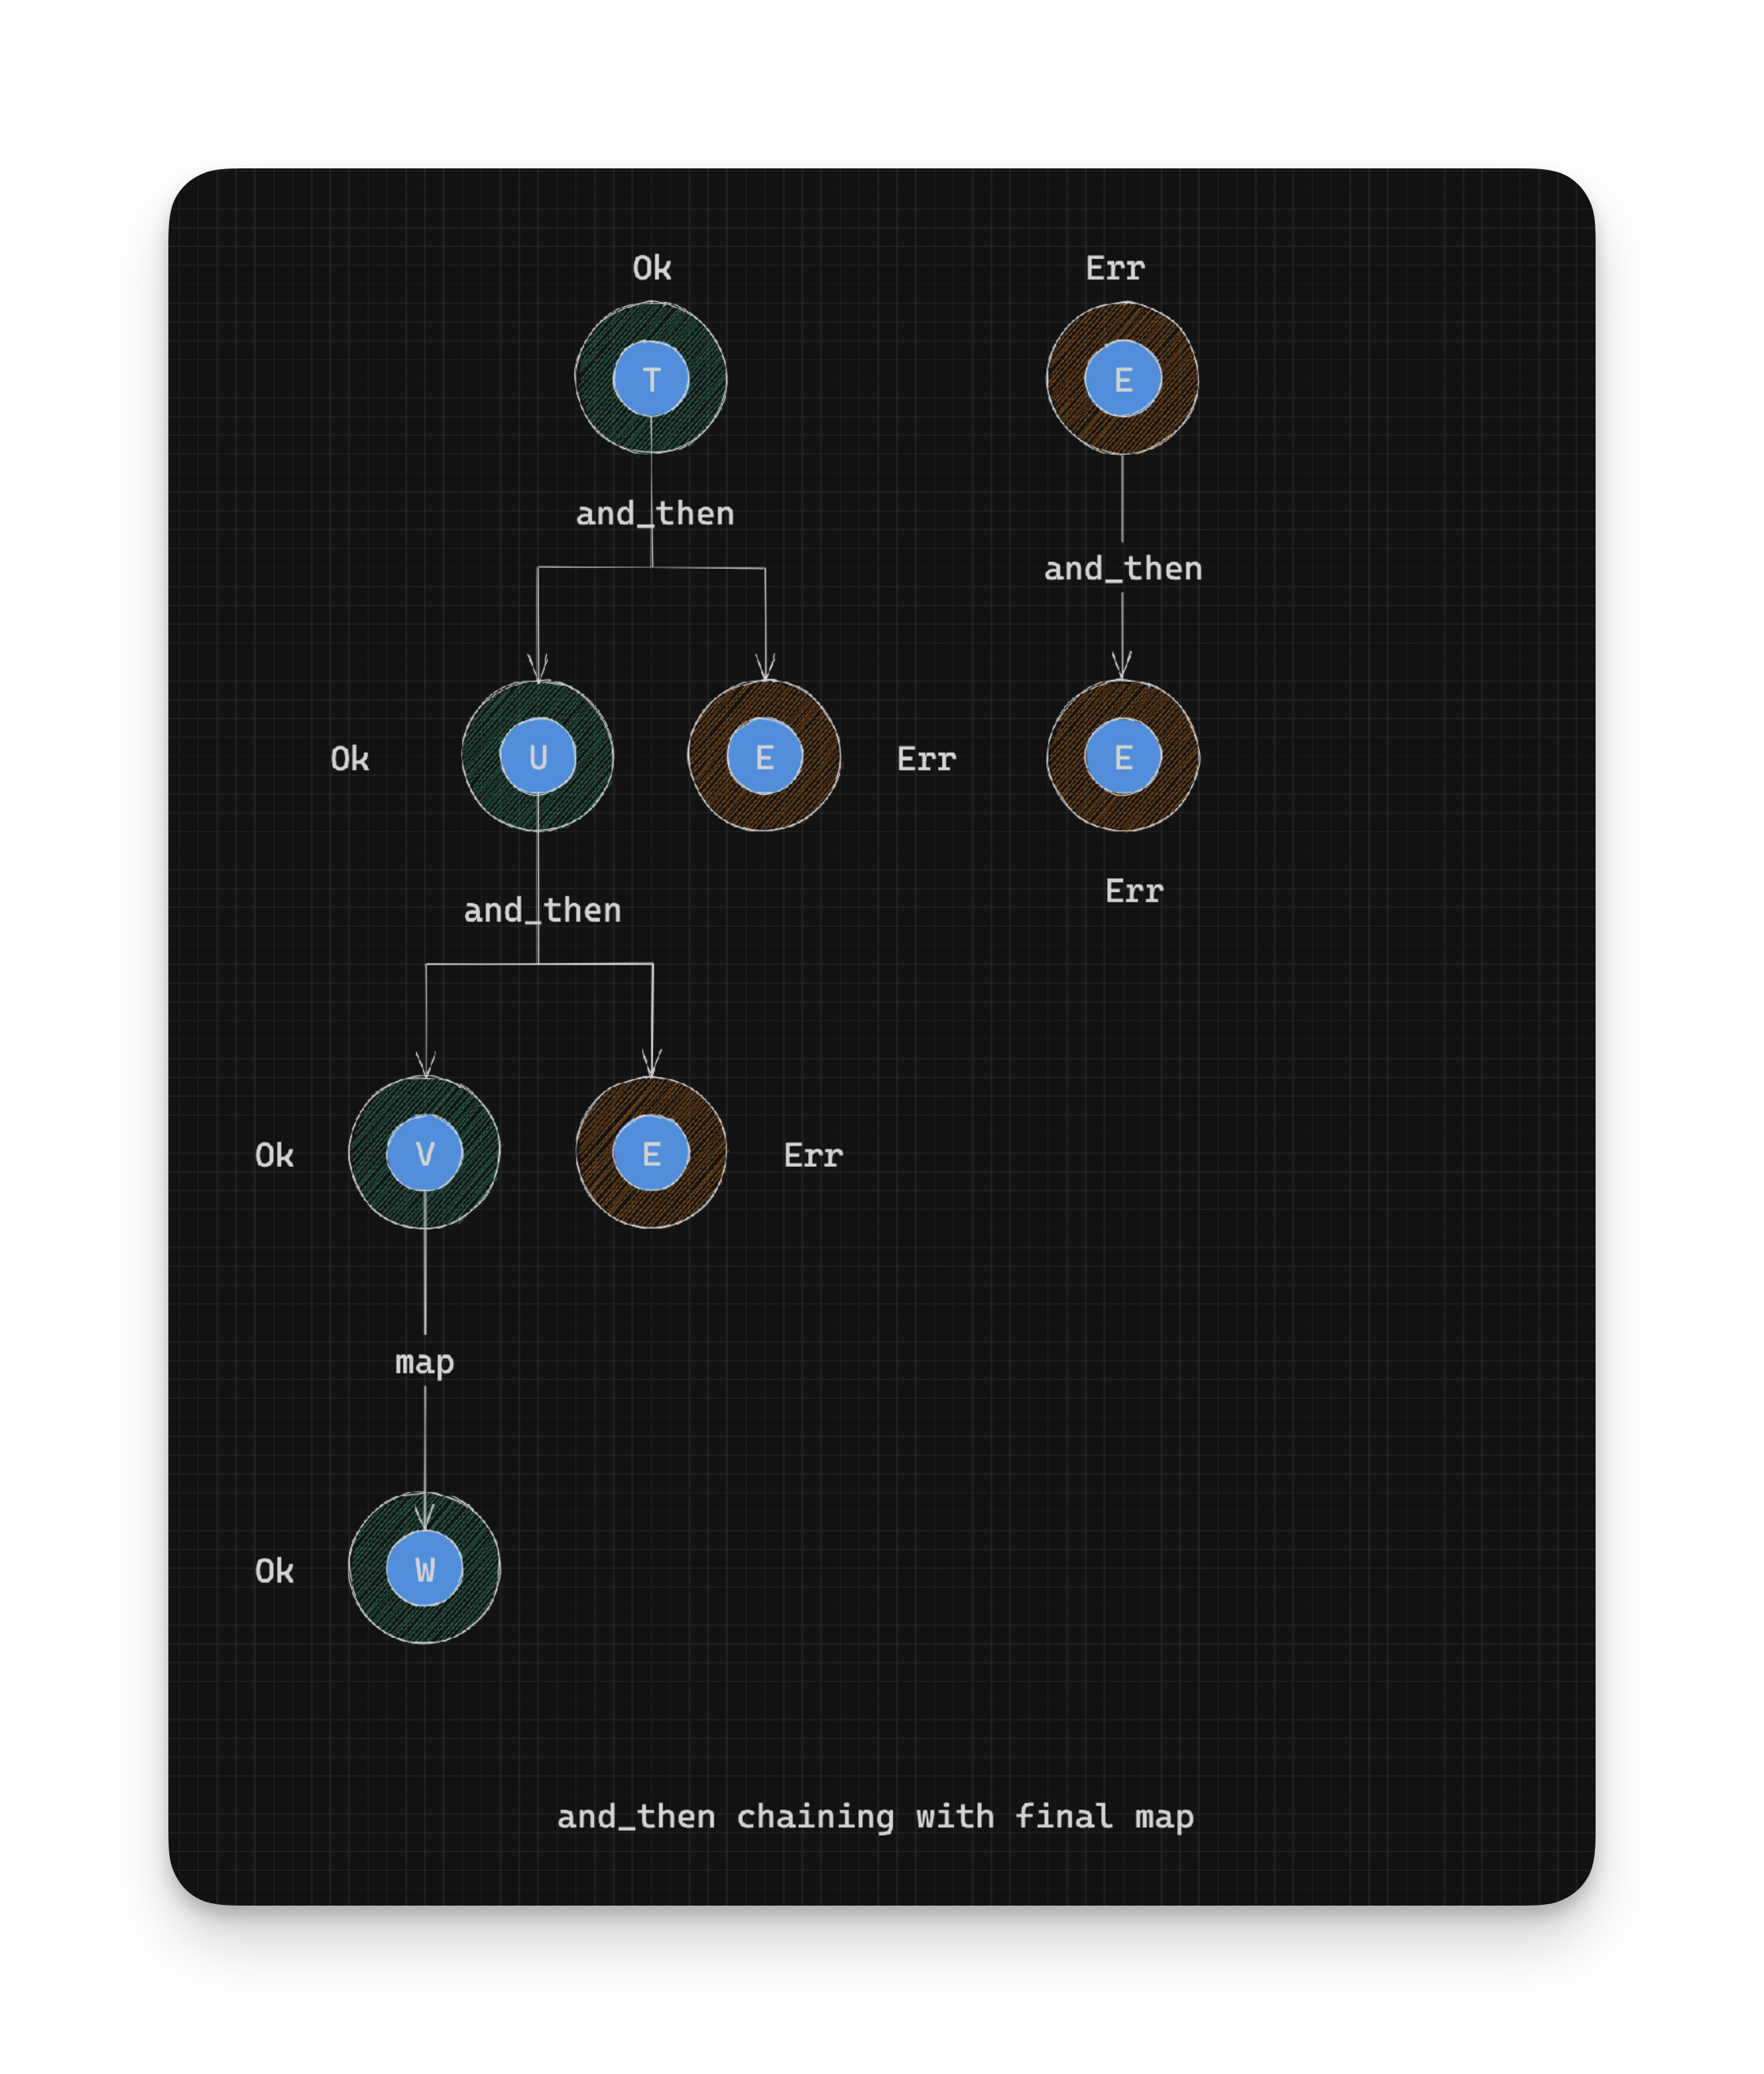 Ok
Err
T
E
and_then
and_then
Ok
U
E
Err
E
Err
and_then
Ok
V
E
Err
map
Ok
W
and_then chaining with final map